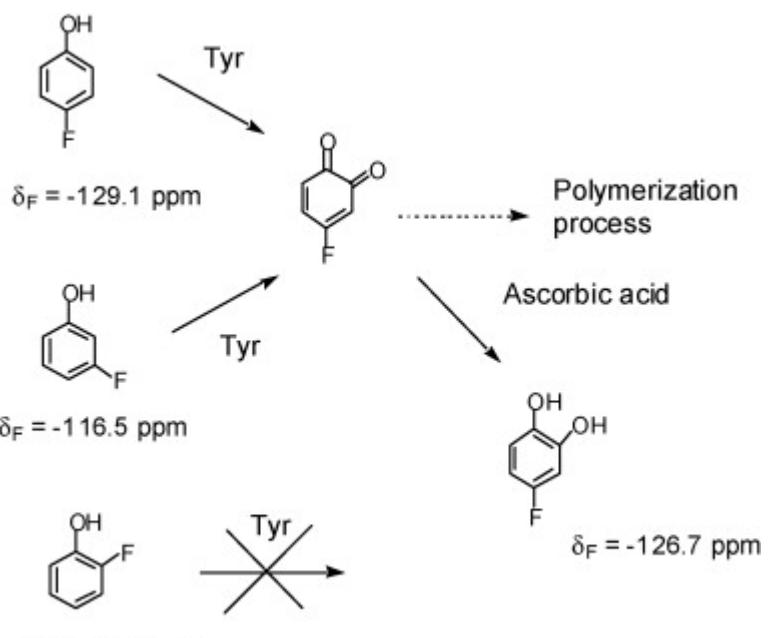 OH
Tyr
F
δF = -129.1 ppm
O
O
F
Polymerization
process
OH
F
Tyr
Ascorbic acid
δF = -116.5 ppm
OH
OH
F
δF = -126.7 ppm
OH
F
Tyr